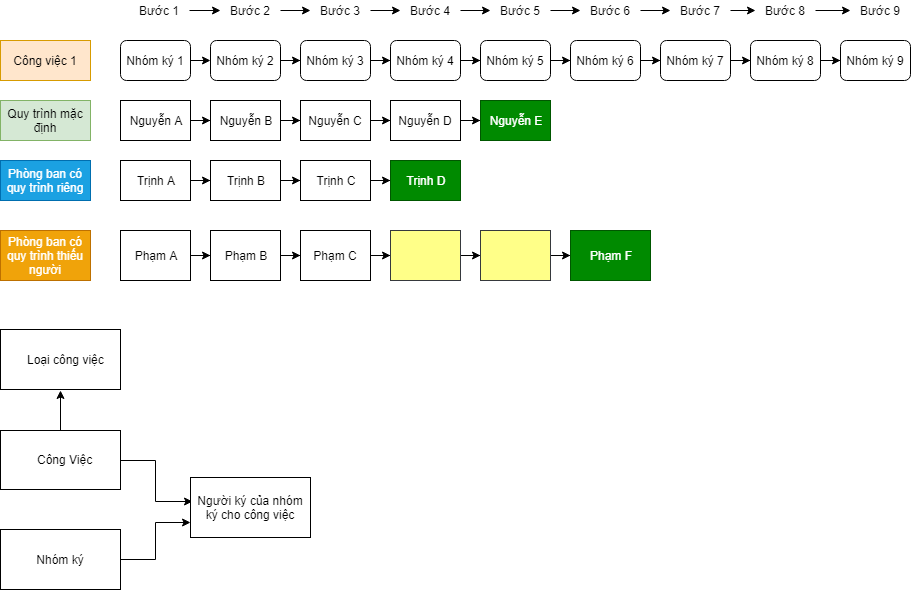 Bước 1 Bước 2 Bước 3 Bước 4 Bước 5 Bước 6 Bước 7 Bước 8 Bước 9
Công việc 1 Nhóm ký 1 Nhóm ký 2 Nhóm ký 3 Nhóm ký 4 Nhóm ký 5 Nhóm ký 6 Nhóm ký 7 Nhóm ký 8 Nhóm ký 9
Quy trình mặc
định
Nguyễn A Nguyễn B Nguyễn C Nguyễn D Nguyễn E
Phòng ban có
quy trình riêng
Trịnh A Trịnh B Trịnh C Trịnh D
Phòng ban có
quy trình thiếu
người
Phạm A Phạm B Phạm C Phạm F
Loại công việc
Công Việc
Người ký của nhóm
ký cho công việc
Nhóm ký